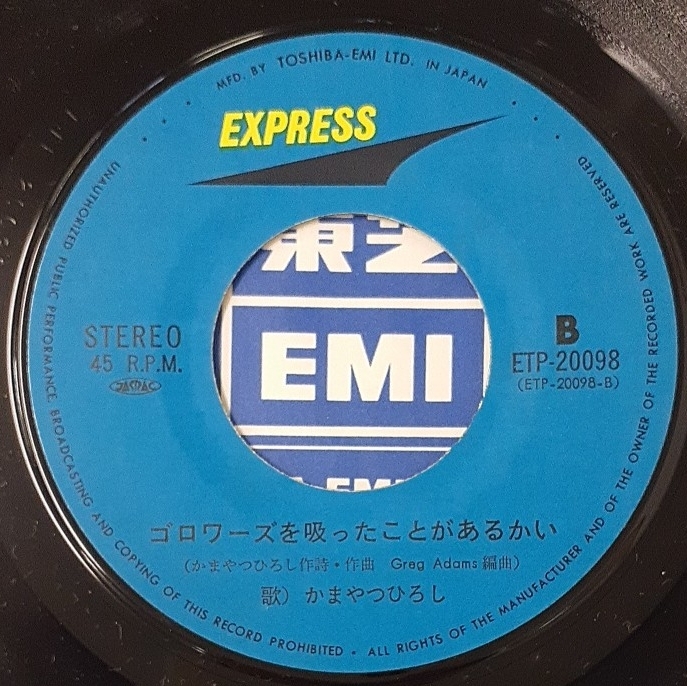 MFD. BY TOSHIBA-EMI LTD. IN JAPAN
EXPRESS
東芝
EMI
STEREO
45 R.P.M.
JASRAC
B
ETP-20098
(ETP-20098-B)
ゴロワーズを吸ったことがあるかい
(かまやつひろし作詩・作曲 Greg Adams編曲)
歌) かまやつひろし
UNAUTHORIZED PUBLIC PERFORMANCE BROADCASTING AND COPYING OF THIS RECORD PROHIBITED • ALL RIGHTS OF THE MANUFACTURER AND OF THE OWNER OF THE RECORDED WORK ARE RESERVED